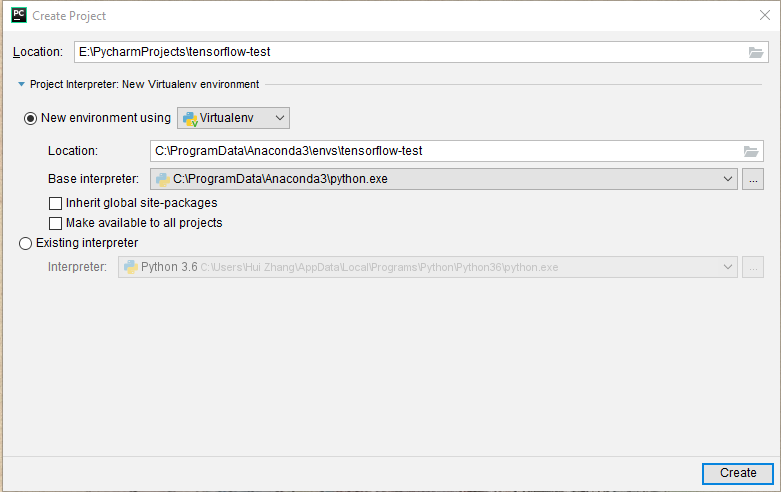 PC Create Project
Location: E:\PycharmProjects\tensorflow-test
Project Interpreter: New Virtualenv environment
New environment using Virtualenv
Location: C:\ProgramData\Anaconda3\envs\tensorflow-test
Base interpreter: C:\ProgramData\Anaconda3\python.exe ...
Inherit global site-packages
Make available to all projects
Existing interpreter
Interpreter: Python 3.6 C:\Users\Hui Zhang\AppData\Local\Programs\Python\Python36\python.exe ...
Create